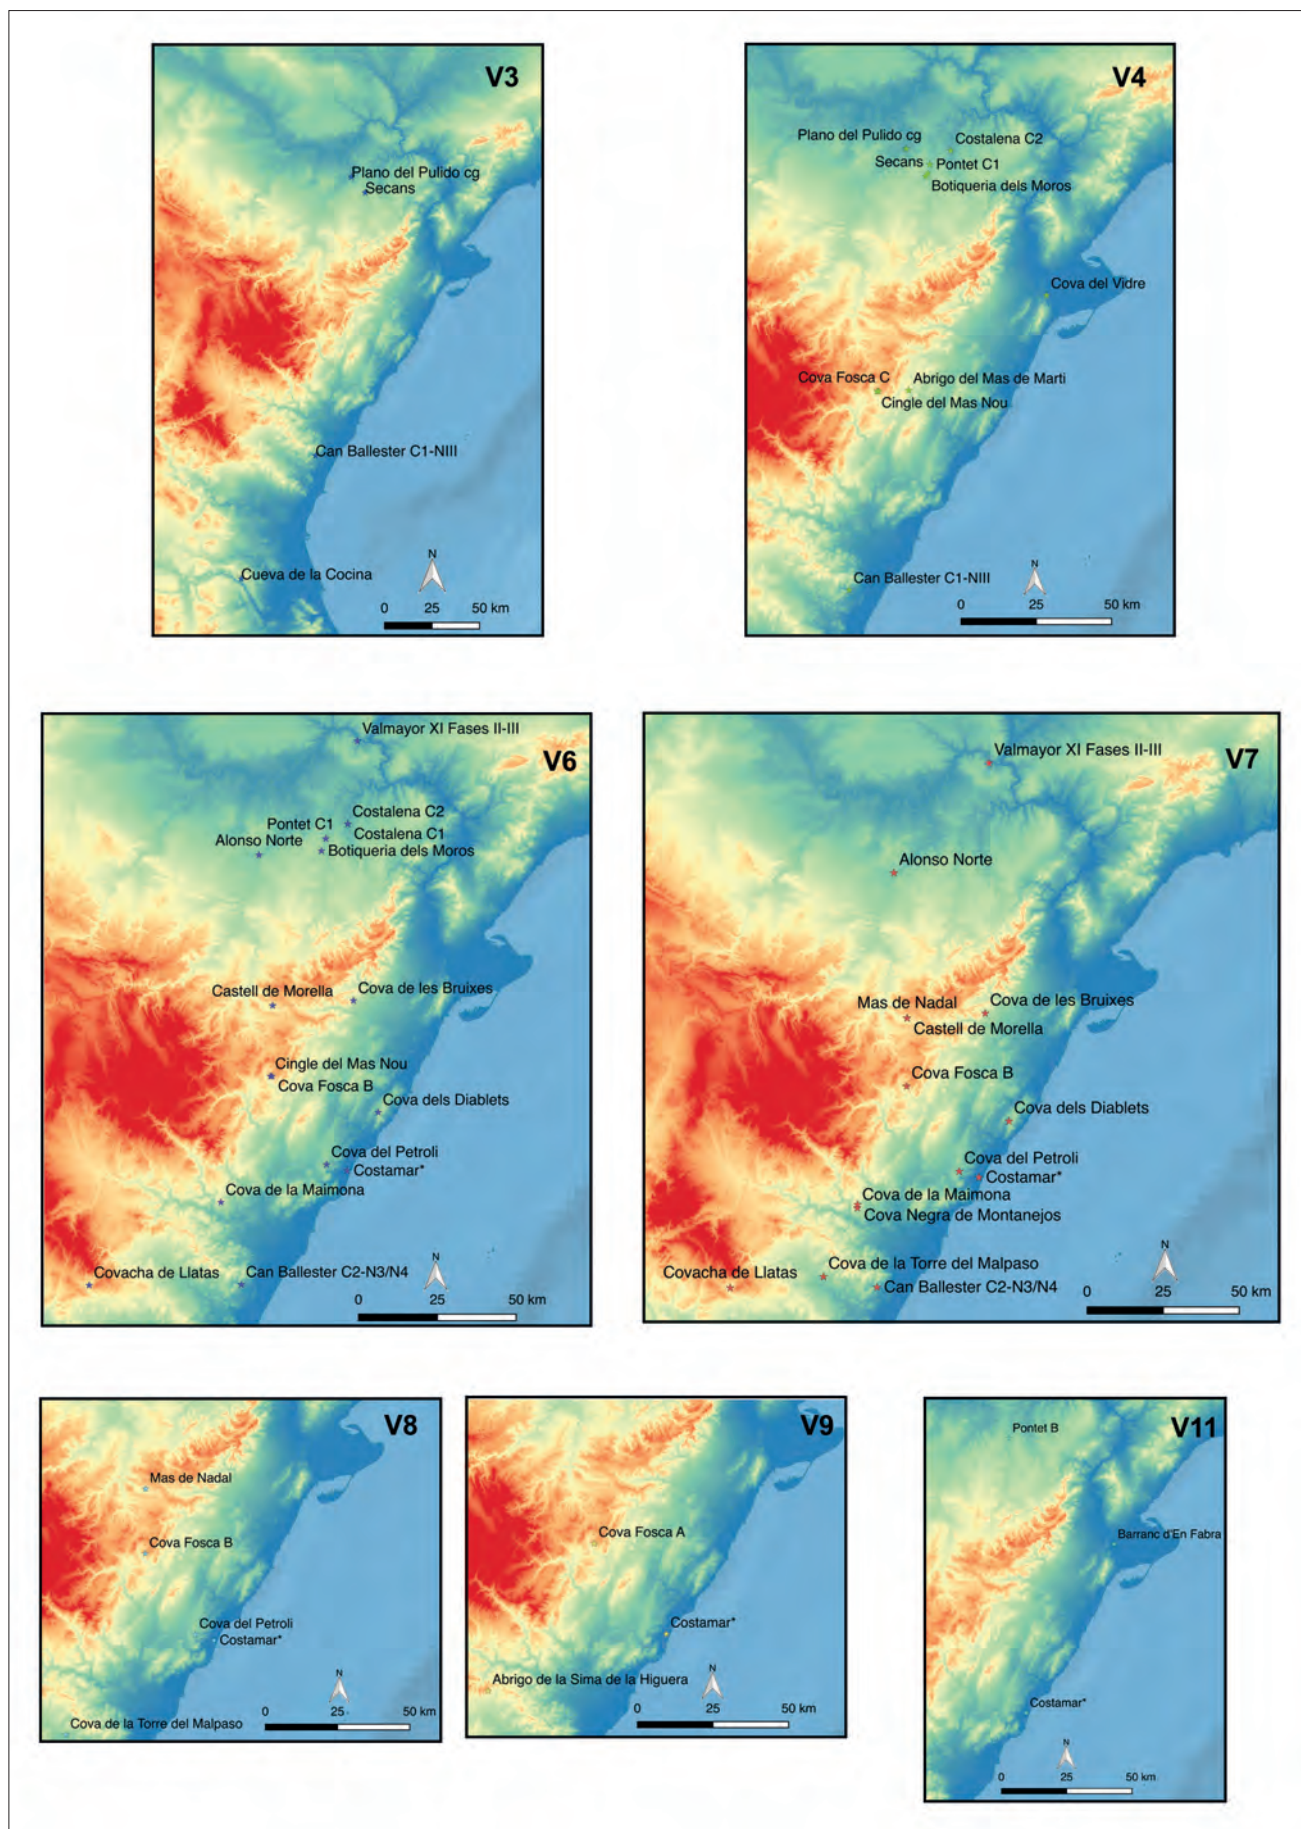 V3
Plano del Pulido cg
Secans
Can Ballester C1-NIII
Cueva de la Cocina
N
0 25 50 km
V4
Plano del Pulido cg
Costalena C2
Secans
Pontet C1
Botiqueria dels Moros
Cova del Vidre
Cova Fosca C
Abrigo del Mas de Marti
Cingle del Mas Nou
Can Ballester C1-NIII
N
0 25 50 km
V6
Valmayor XI Fases II-III
Costalena C2
Pontet C1
Costalena C1
Alonso Norte
Botiqueria dels Moros
Castell de Morella
Cova de les Bruixes
Cingle del Mas Nou
Cova Fosca B
Cova dels Diablets
Cova del Petroli
Costamar*
Cova de la Maimona
Covacha de Llatas
Can Ballester C2-N3/N4
N
0 25 50 km
V7
Valmayor XI Fases II-III
Alonso Norte
Mas de Nadal
Cova de les Bruixes
Castell de Morella
Cova Fosca B
Cova dels Diablets
Cova del Petroli
Costamar*
Cova de la Maimona
Cova Negra de Montanejos
Cova de la Torre del Malpaso
Covacha de Llatas
Can Ballester C2-N3/N4
N
0 25 50 km
V8
Mas de Nadal
Cova Fosca B
Cova del Petroli
Costamar*
Cova de la Torre del Malpaso
N
0 25 50 km
V9
Cova Fosca A
Costamar*
Abrigo de la Sima de la Higuera
N
0 25 50 km
V11
Pontet B
Barranc d'En Fabra
Costamar*
N
0 25 50 km